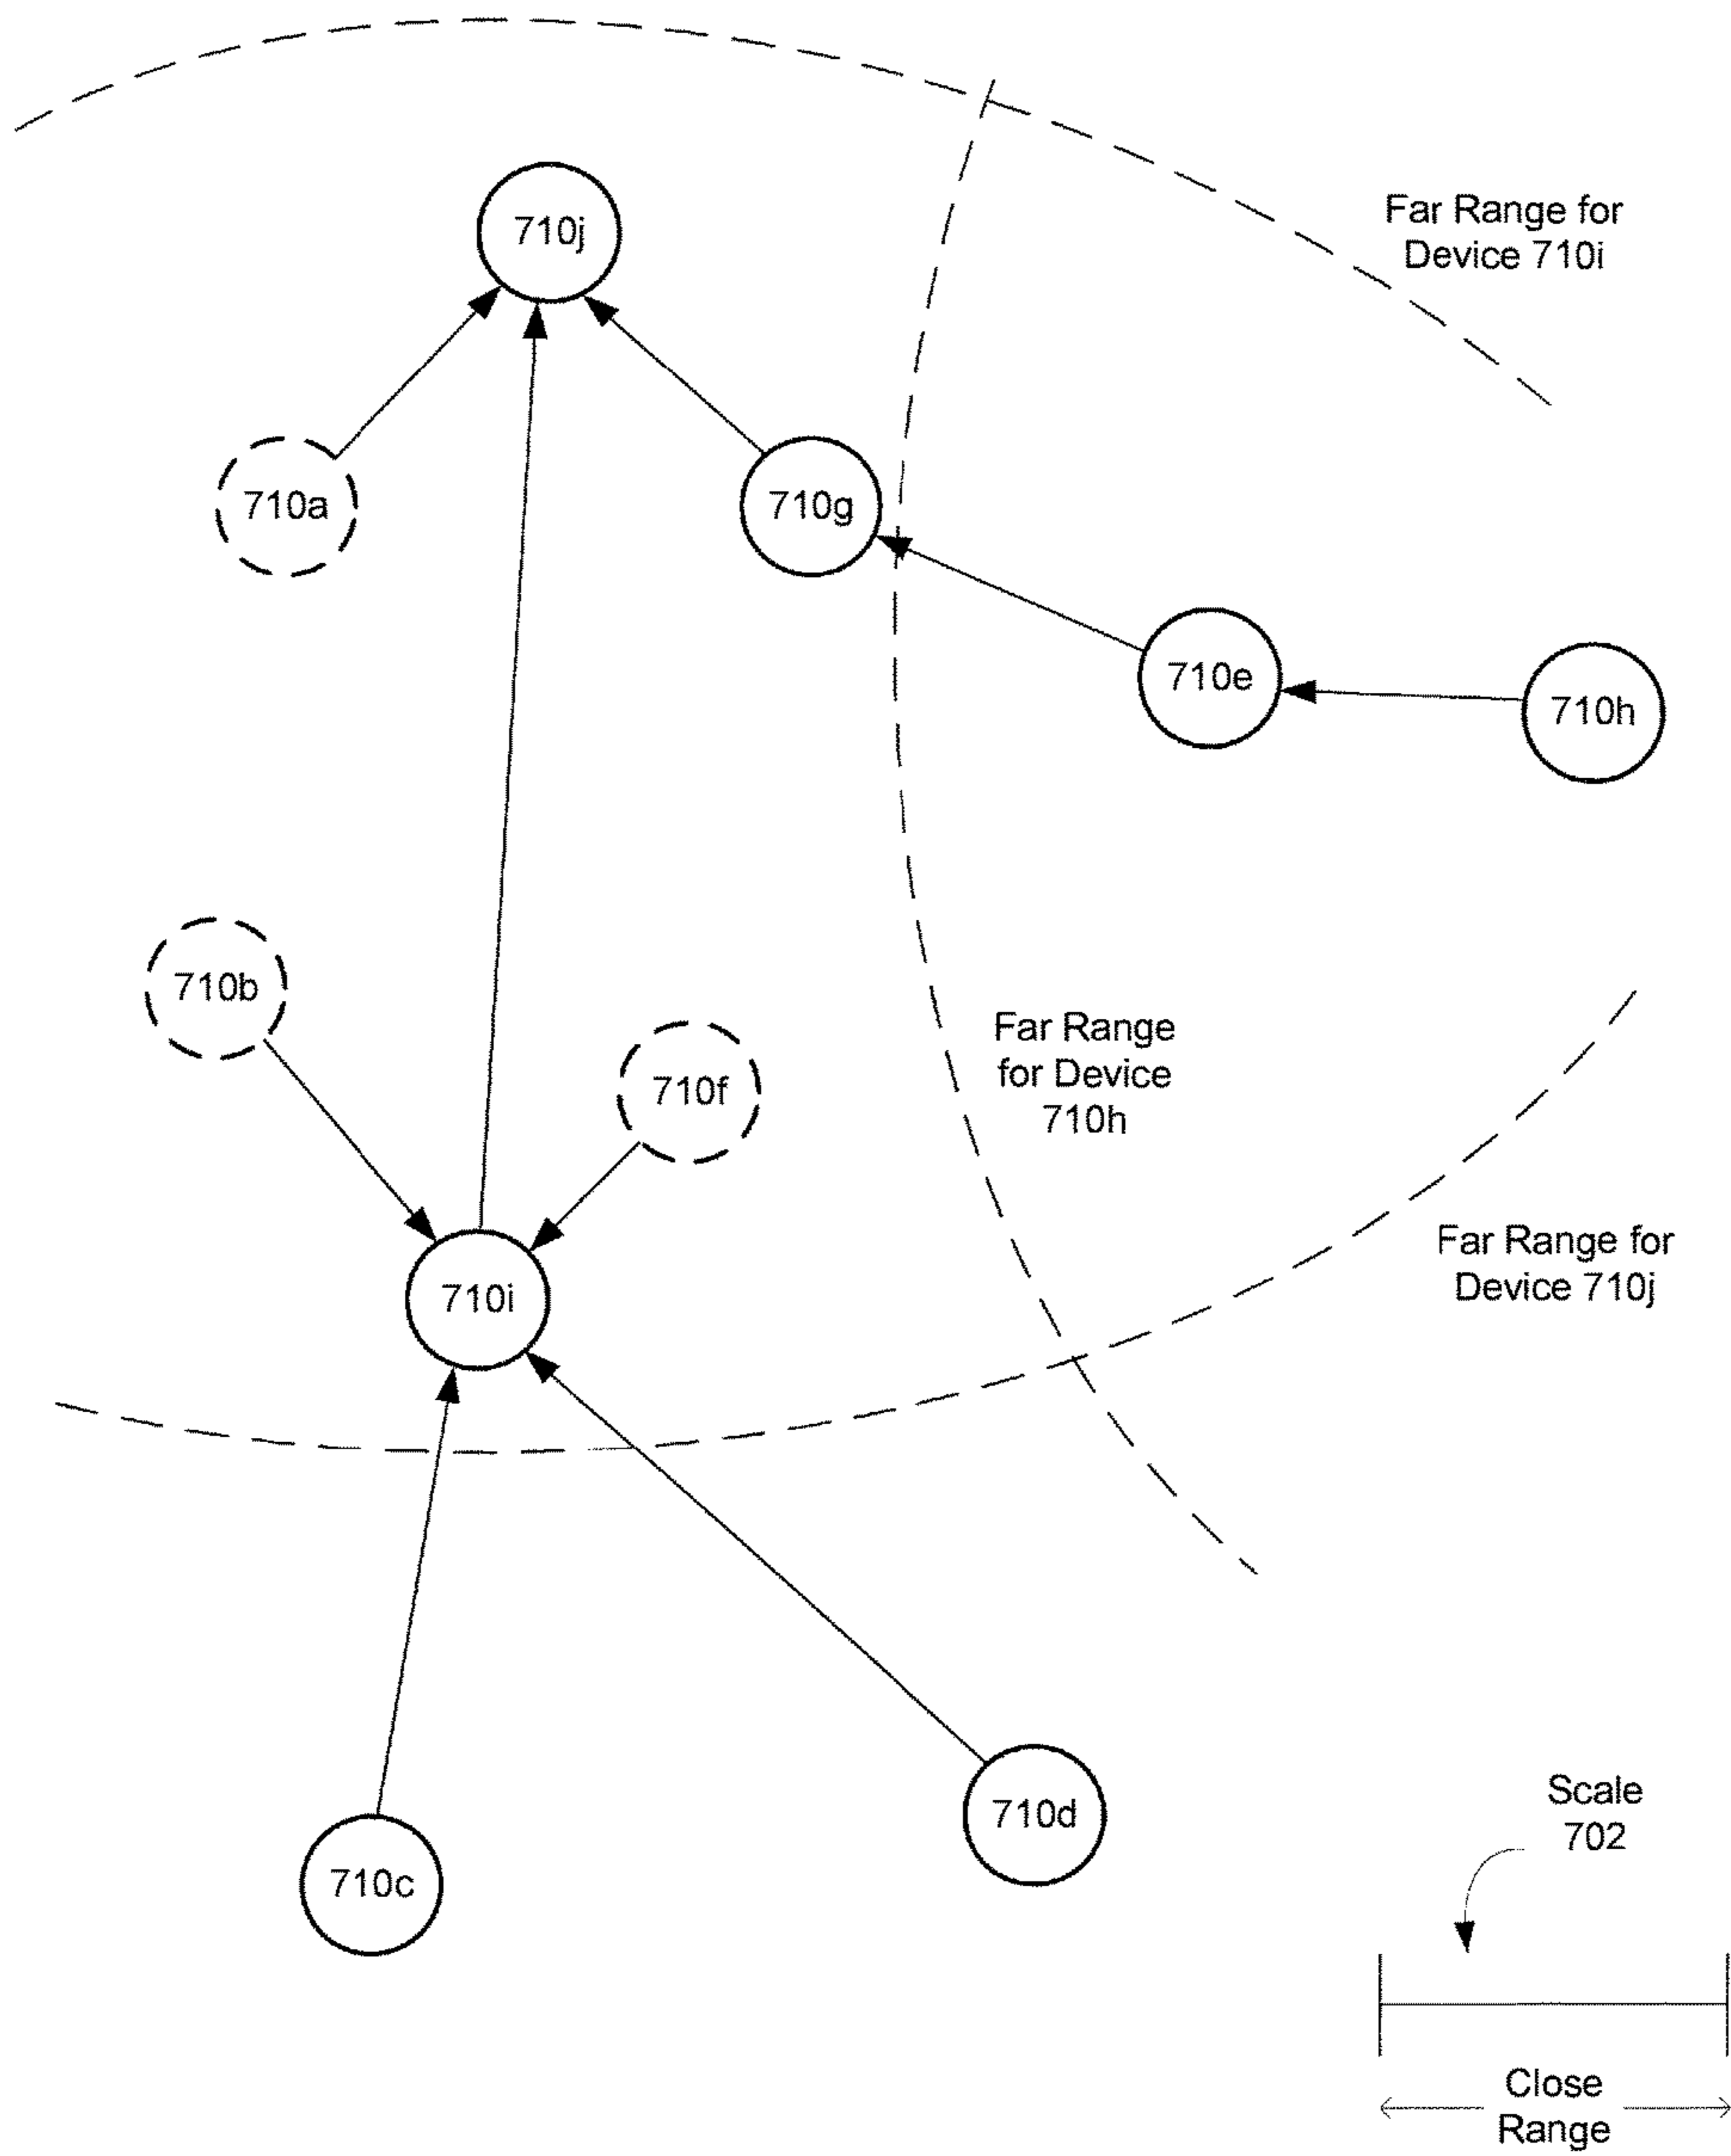 Far Range for
Device 710i
710j
710a
710g
710e
710h
710b
710f
Far Range
for Device
710h
Far Range for
Device 710j
710i
710d
710c
Scale
702
Close
Range